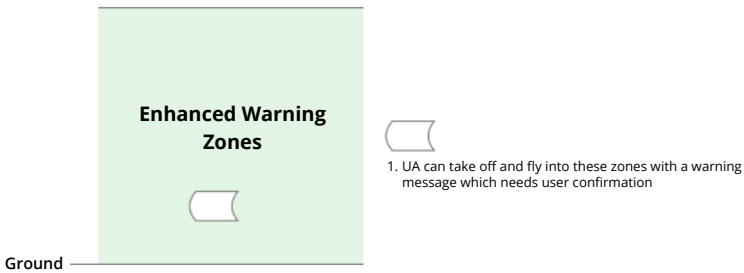 Enhanced Warning
Zones
1. UA can take off and fly into these zones with a warning
message which needs user confirmation
Ground